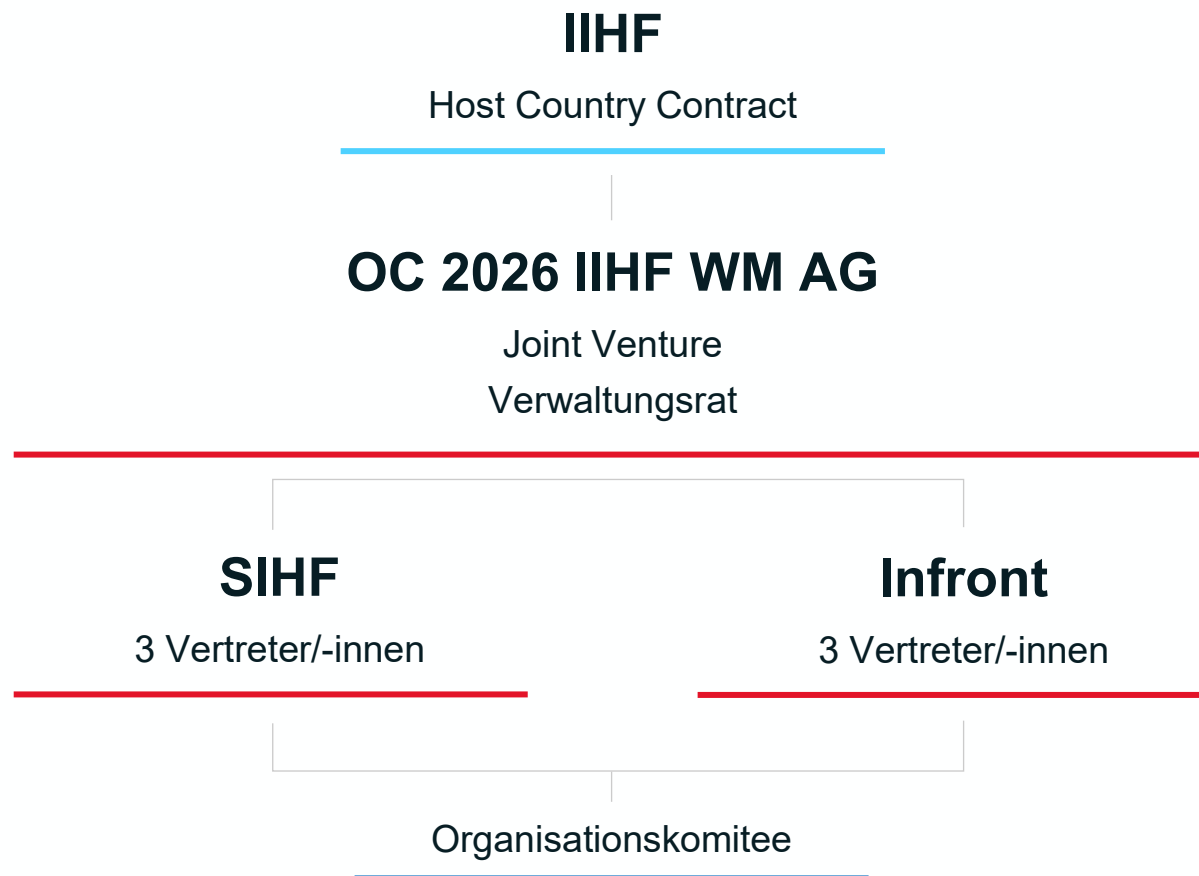 IIHF
Host Country Contract
OC 2026 IIHF WM AG
Joint Venture
Verwaltungsrat
SIHF
Infront
3 Vertreter/-innen
3 Vertreter/-innen
Organisationskomitee